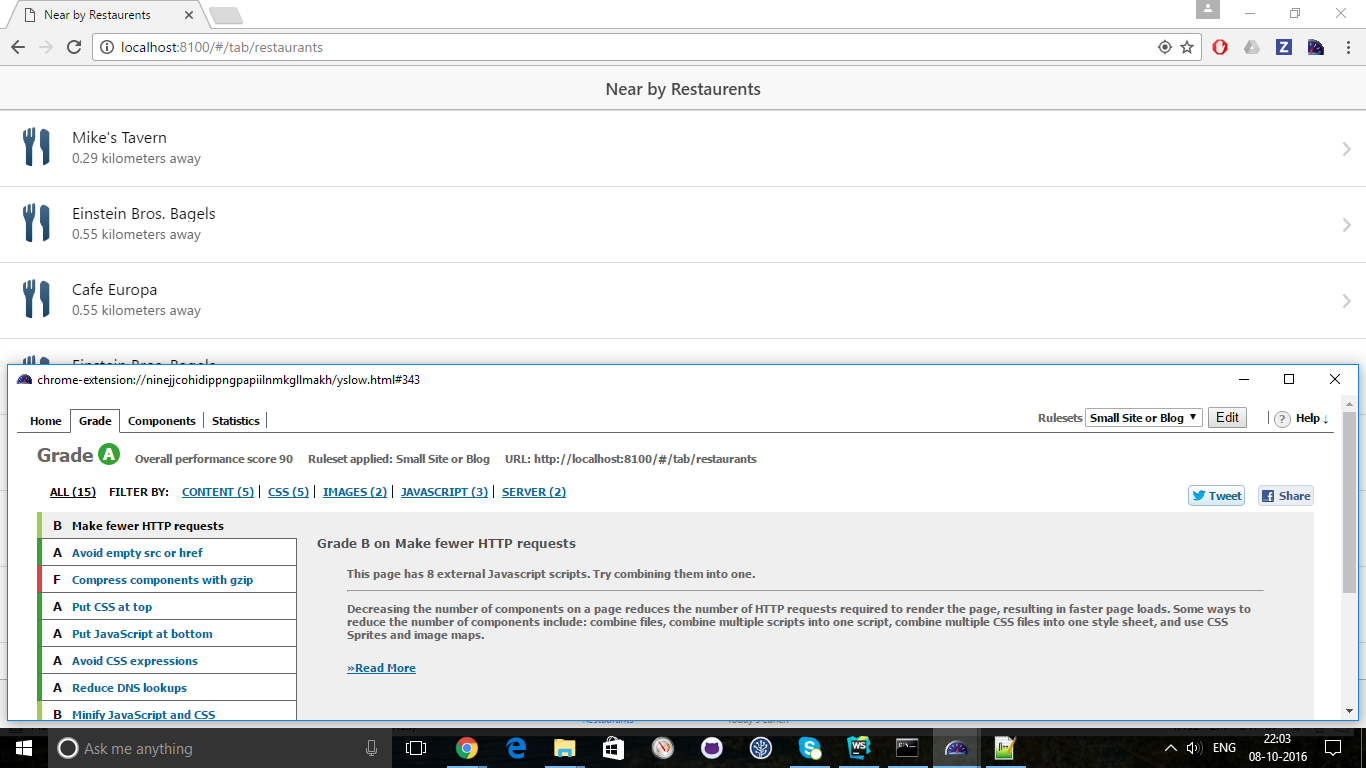 Near by Restaurents
localhost:8100/#/tab/restaurants
Near by Restaurents
Mike's Tavern
0.29 kilometers away
Einstein Bros. Bagels
0.55 kilometers away
Cafe Europa
0.55 kilometers away
Einstein Bros. Bagels
chrome-extension://ninejjcohidippngpapiilnmkgllmakh/yslow.html#343
Home Grade Components Statistics Rulesets Small Site or Blog Edit ? Help ↓
Grade A Overall performance score 90 Ruleset applied: Small Site or Blog URL: http://localhost:8100/#/tab/restaurants
ALL (15) FILTER BY: CONTENT (5) CSS (5) IMAGES (2) JAVASCRIPT (3) SERVER (2)
Tweet Share
B Make fewer HTTP requests
A Avoid empty src or href
F Compress components with gzip
A Put CSS at top
A Put JavaScript at bottom
A Avoid CSS expressions
A Reduce DNS lookups
B Minify JavaScript and CSS
Grade B on Make fewer HTTP requests
This page has 8 external Javascript scripts. Try combining them into one.
Decreasing the number of components on a page reduces the number of HTTP requests required to render the page, resulting in faster page loads. Some ways to
reduce the number of components include: combine files, combine multiple scripts into one script, combine multiple CSS files into one style sheet, and use CSS
Sprites and image maps.
»Read More
Restaurants Today's Lunch
Ask me anything
ENG
22:03
08-10-2016